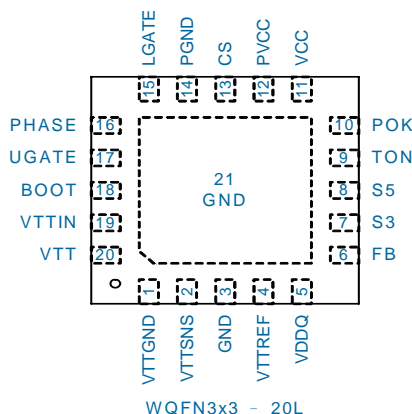 LGATE
PGND
CS
PVCC
VCC
15
14
13
12
11
PHASE 16
10 POK
UGATE 17
9 TON
BOOT 18
8 S5
VTTIN 19
7 S3
VTT 20
6 FB
21
GND
1
2
3
4
5
VTTGND
VTTSNS
GND
VTTREF
VDDQ
WQFN3x3 – 20L